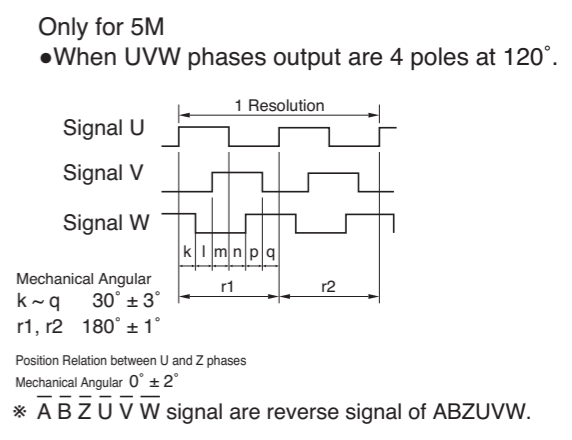 Only for 5M
●When UVW phases output are 4 poles at 120˚.
1 Resolution
Signal U
Signal V
Signal W
k l m n p q
r1 r2
Mechanical Angular
k ~ q 30˚ ± 3˚
r1, r2 180˚ ± 1˚
Position Relation between U and Z phases
Mechanical Angular 0˚ ± 2˚
※ A̅ B̅ Z̅ U̅ V̅ W̅ signal are reverse signal of ABZUVW.